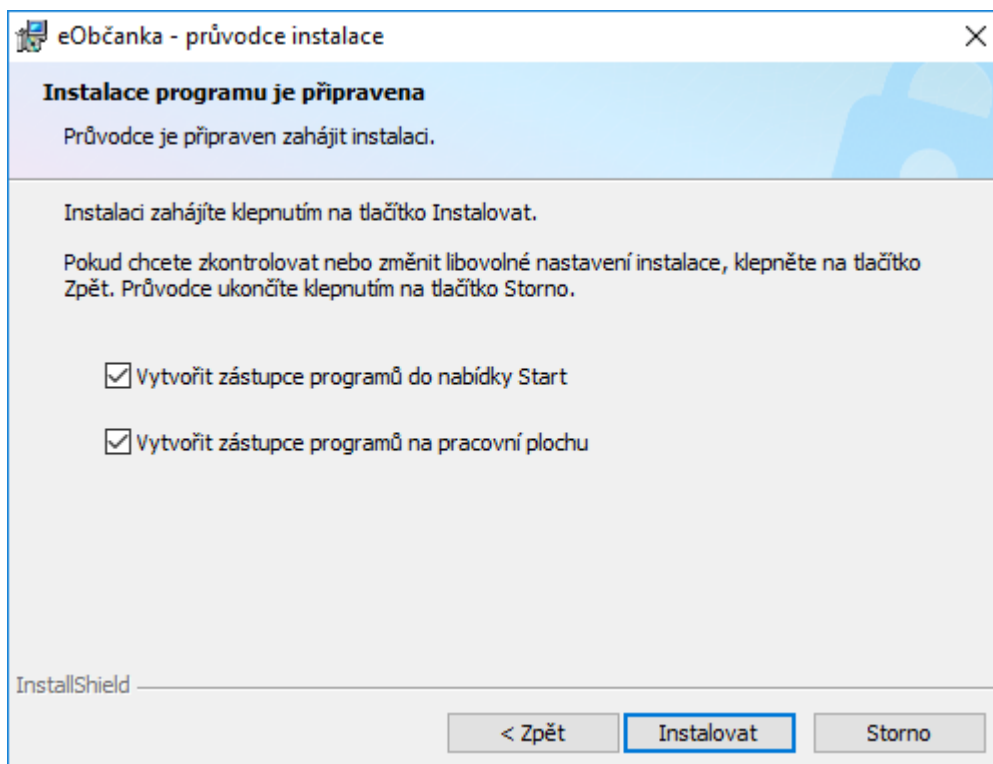 eObčanka - průvodce instalace
Instalace programu je připravena
Průvodce je připraven zahájit instalaci.
Instalaci zahájíte klepnutím na tlačítko Instalovat.
Pokud chcete zkontrolovat nebo změnit libovolné nastavení instalace, klepněte na tlačítko
Zpět. Průvodce ukončíte klepnutím na tlačítko Storno.
Vytvořit zástupce programů do nabídky Start
Vytvořit zástupce programů na pracovní plochu
InstallShield
< Zpět
Instalovat
Storno